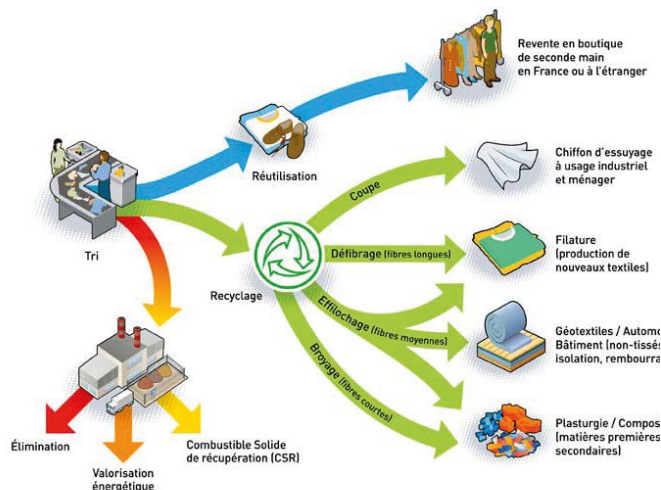 Revente en boutique
de seconde main
en France ou à l'étranger
Réutilisation
Chiffon d'essuyage
à usage industriel
et ménager
Coupe
Tri
Défibrage (fibres longues)
Filature
(production de
nouveaux textiles)
Recyclage
Effilochage (fibres moyennes)
Géotextiles / Automo
Bâtiment (non-tissés
isolation, rembourra
Broyage (fibres courtes)
Plasturgie / Compos
(matières premières
secondaires)
Élimination
Combustible Solide
de récupération (CSR)
Valorisation
énergétique